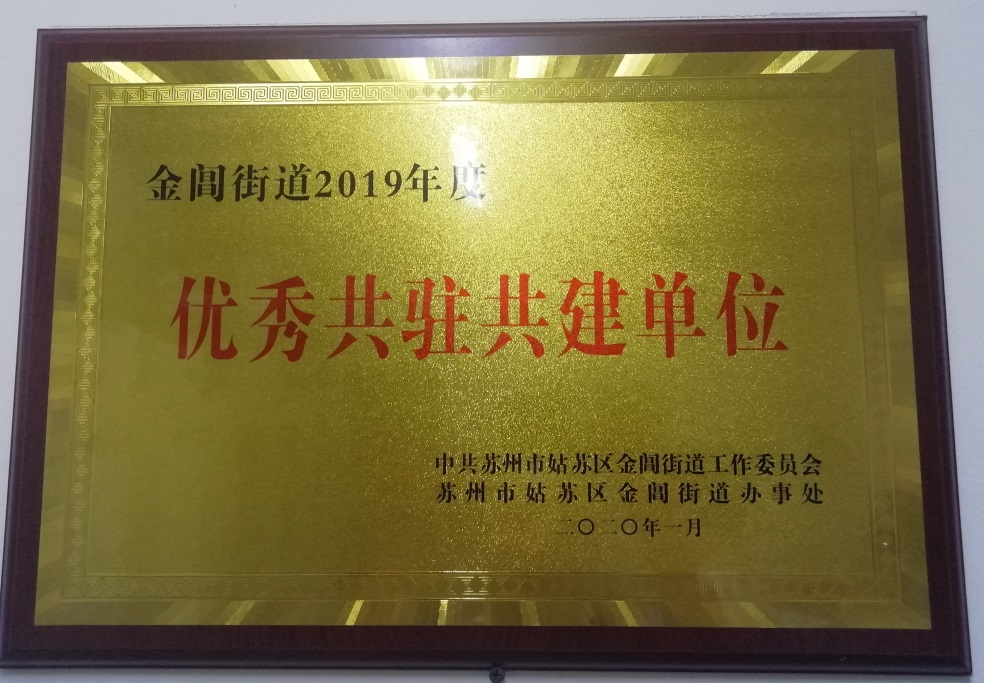 金阊街道2019年度
优秀共驻共建单位
中共苏州市姑苏区金阊街道工作委员会
苏州市姑苏区金阊街道办事处
二〇二〇年一月